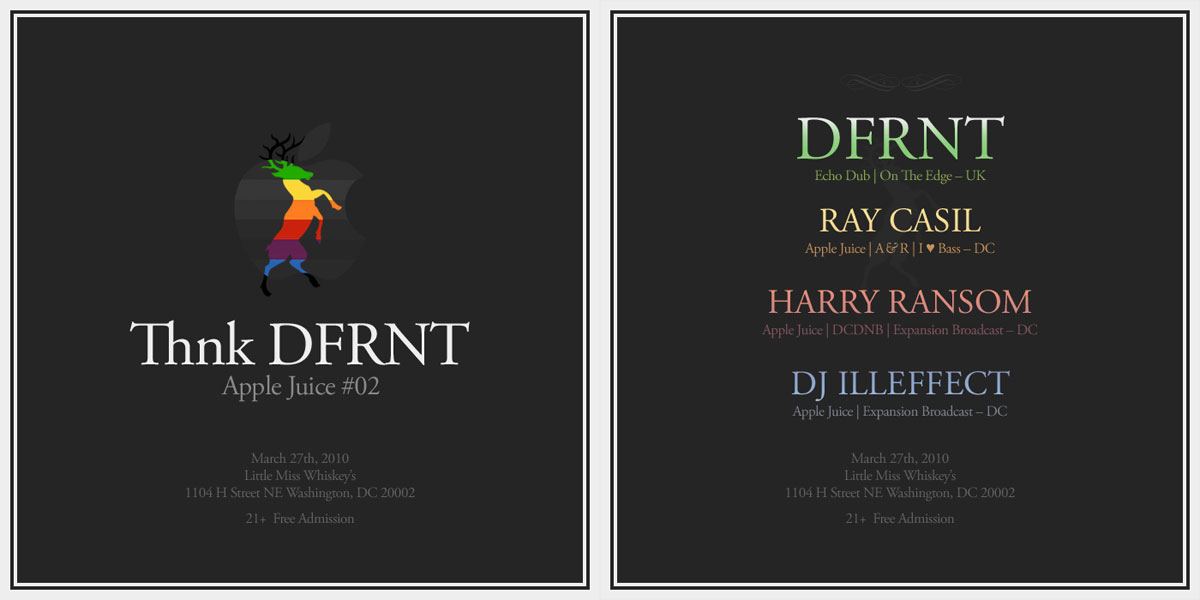 Thnk DFRNT
Apple Juice #02
March 27th, 2010
Little Miss Whiskey's
1104 H Street NE Washington, DC 20002
21+ Free Admission
DFRNT
Echo Dub | On The Edge – UK
RAY CASIL
Apple Juice | A&R | I ♥ Bass – DC
HARRY RANSOM
Apple Juice | DCDNB | Expansion Broadcast – DC
DJ ILLEFFECT
Apple Juice | Expansion Broadcast – DC
March 27th, 2010
Little Miss Whiskey's
1104 H Street NE Washington, DC 20002
21+ Free Admission